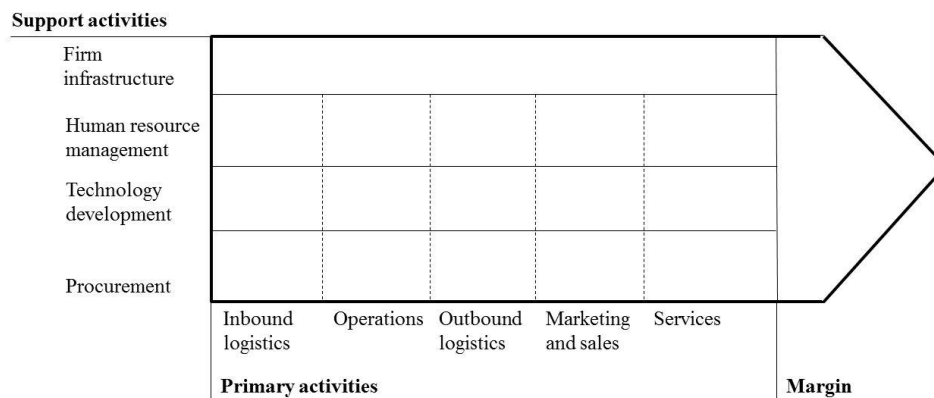 Support activities
Firm
infrastructure
Human resource
management
Technology
development
Procurement
Inbound
logistics
Operations
Outbound
logistics
Marketing
and sales
Services
Primary activities
Margin